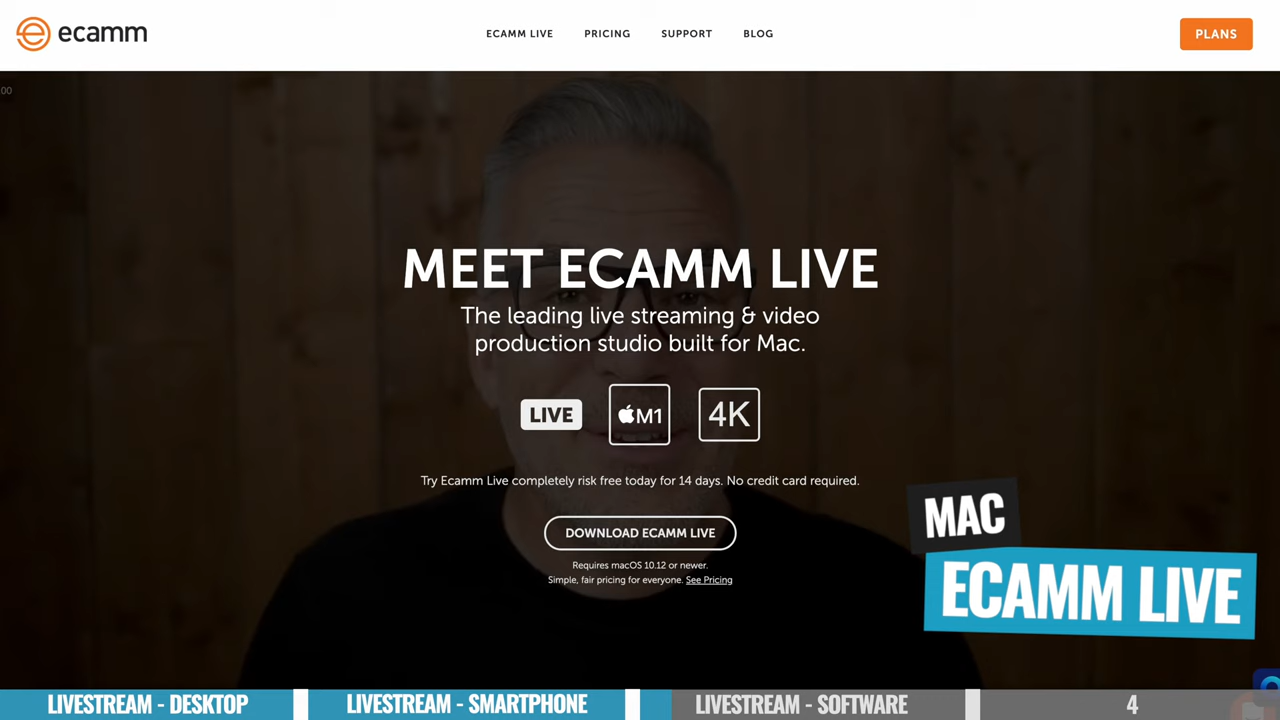 ecamm
ECAMM LIVE
PRICING
SUPPORT
BLOG
PLANS
00
MEET ECAMM LIVE
The leading live streaming & video
production studio built for Mac.
LIVE
M1
4K
Try Ecamm Live completely risk free today for 14 days. No credit card required.
DOWNLOAD ECAMM LIVE
Requires macOS 10.12 or newer.
Simple, fair pricing for everyone. See Pricing
MAC
ECAMM LIVE
LIVESTREAM - DESKTOP
LIVESTREAM - SMARTPHONE
LIVESTREAM - SOFTWARE
4